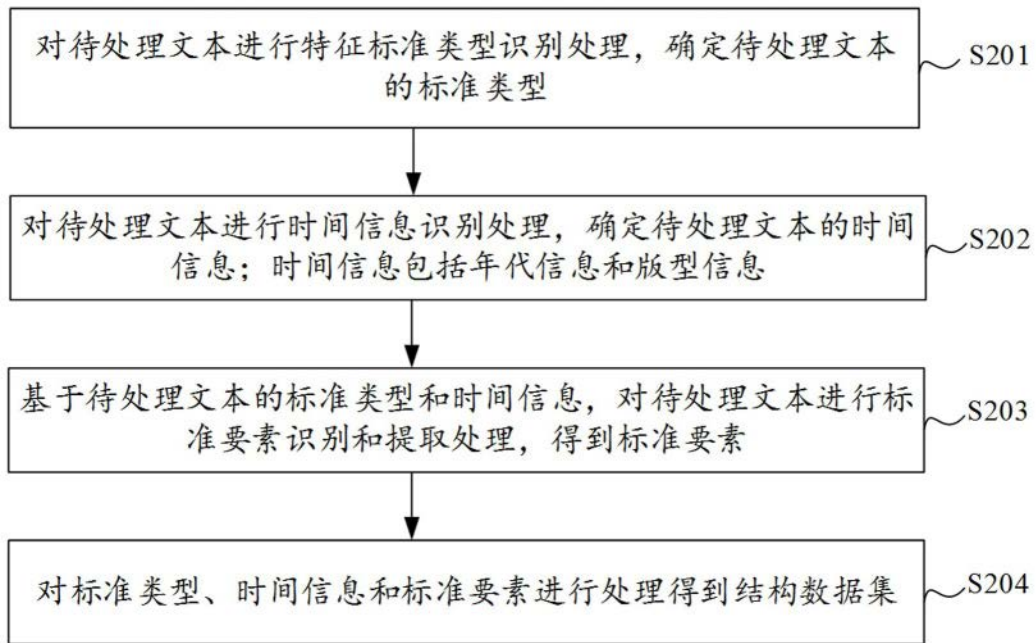 对待处理文本进行特征标准类型识别处理，确定待处理文本
的标准类型
S201
对待处理文本进行时间信息识别处理，确定待处理文本的时间
信息；时间信息包括年代信息和版型信息
S202
基于待处理文本的标准类型和时间信息，对待处理文本进行标
准要素识别和提取处理，得到标准要素
S203
对标准类型、时间信息和标准要素进行处理得到结构数据集
S204